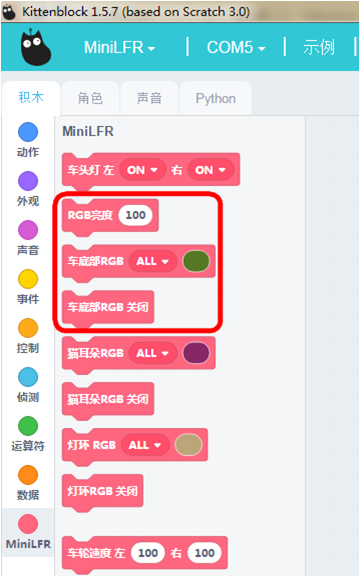 Kittenblock 1.5.7 (based on Scratch 3.0)
MiniLFR COM5 示例
积木 角色 声音 Python
动作
外观
声音
事件
控制
侦测
运算符
数据
MiniLFR
MiniLFR
车头灯 左 ON 右 ON
RGB亮度 100
车底部RGB ALL
车底部RGB 关闭
猫耳朵RGB ALL
猫耳朵RGB 关闭
灯环 RGB ALL
灯环RGB 关闭
车轮速度 左 100 右 100